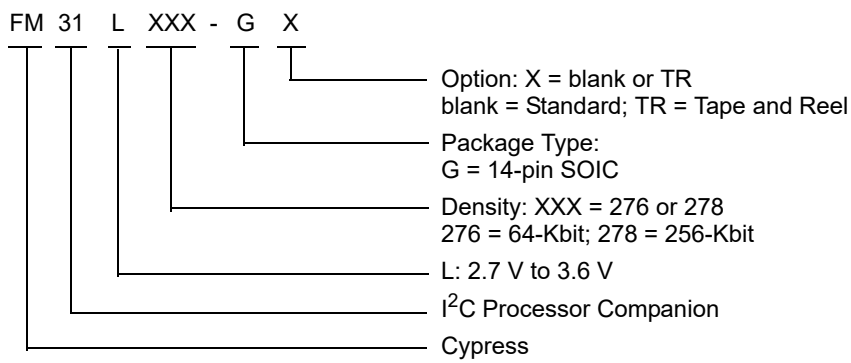 FM 31 L XXX - G X
Option: X = blank or TR
blank = Standard; TR = Tape and Reel
Package Type:
G = 14-pin SOIC
Density: XXX = 276 or 278
276 = 64-Kbit; 278 = 256-Kbit
L: 2.7 V to 3.6 V
I²C Processor Companion
Cypress